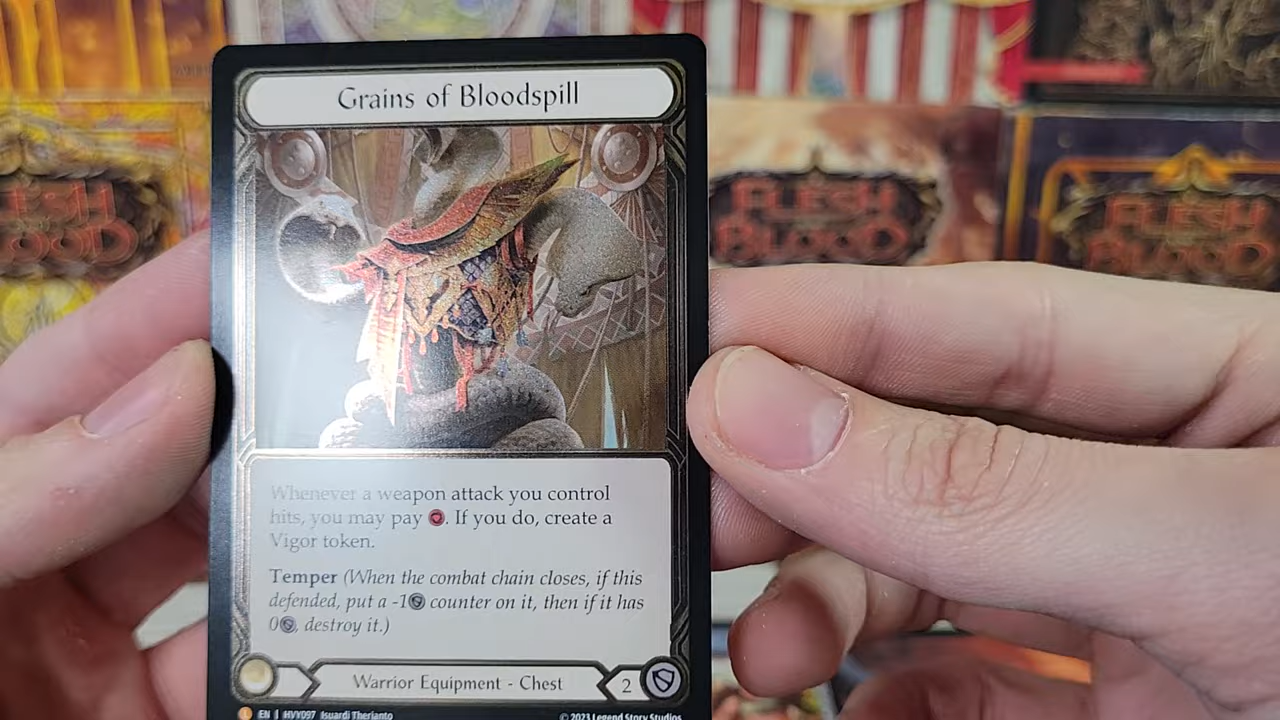 Grains of Bloodspill
FLESH
BLOOD
FLESH
BLOOD
FLESH
BLOOD
Whenever a weapon attack you control
hits, you may pay . If you do, create a
Vigor token.
Temper (When the combat chain closes, if this
defended, put a -1 counter on it, then if it has
0, destroy it.)
Warrior Equipment - Chest
2
L EN | HVY097 Isuardi Therianto
© 2023 Legend Story Studios